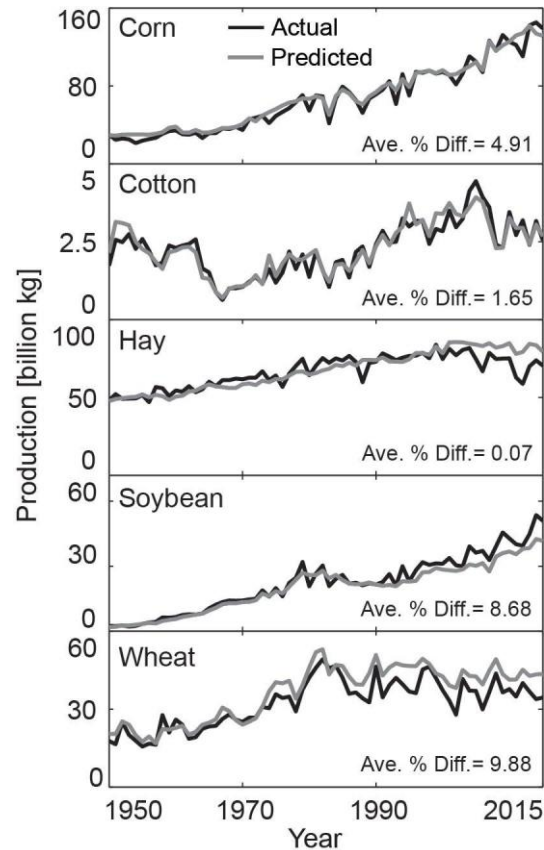 Production [billion kg]
160
80
0
Corn
Actual
Predicted
Ave. % Diff.= 4.91
5
2.5
0
Cotton
Ave. % Diff.= 1.65
100
50
0
Hay
Ave. % Diff.= 0.07
60
30
0
Soybean
Ave. % Diff.= 8.68
60
30
0
Wheat
Ave. % Diff.= 9.88
1950 1970 1990 2015
Year